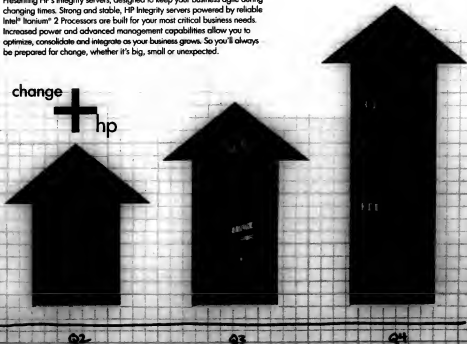 Presenting HP's Integrity servers, designed to keep your business agile during
changing times. Strong and stable, HP Integrity servers powered by reliable
Intel® Itanium® 2 Processors are built for your most critical business needs.
Increased power and advanced management capabilities allow you to
optimize, consolidate and integrate as your business grows. So you'll always
be prepared for change, whether it's big, small or unexpected.
change
+
hp
Q2 Q3 Q4